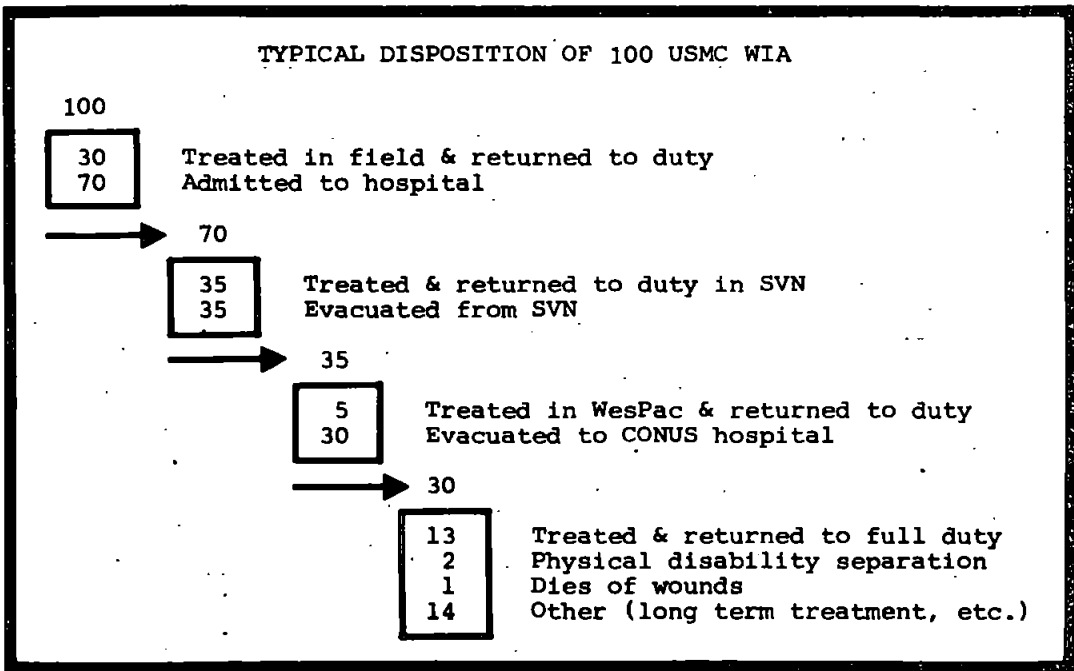 TYPICAL DISPOSITION OF 100 USMC WIA
100
30 Treated in field & returned to duty
70 Admitted to hospital
70
35 Treated & returned to duty in SVN
35 Evacuated from SVN
35
5 Treated in WesPac & returned to duty
30 Evacuated to CONUS hospital
30
13 Treated & returned to full duty
2 Physical disability separation
1 Dies of wounds
14 Other (long term treatment, etc.)